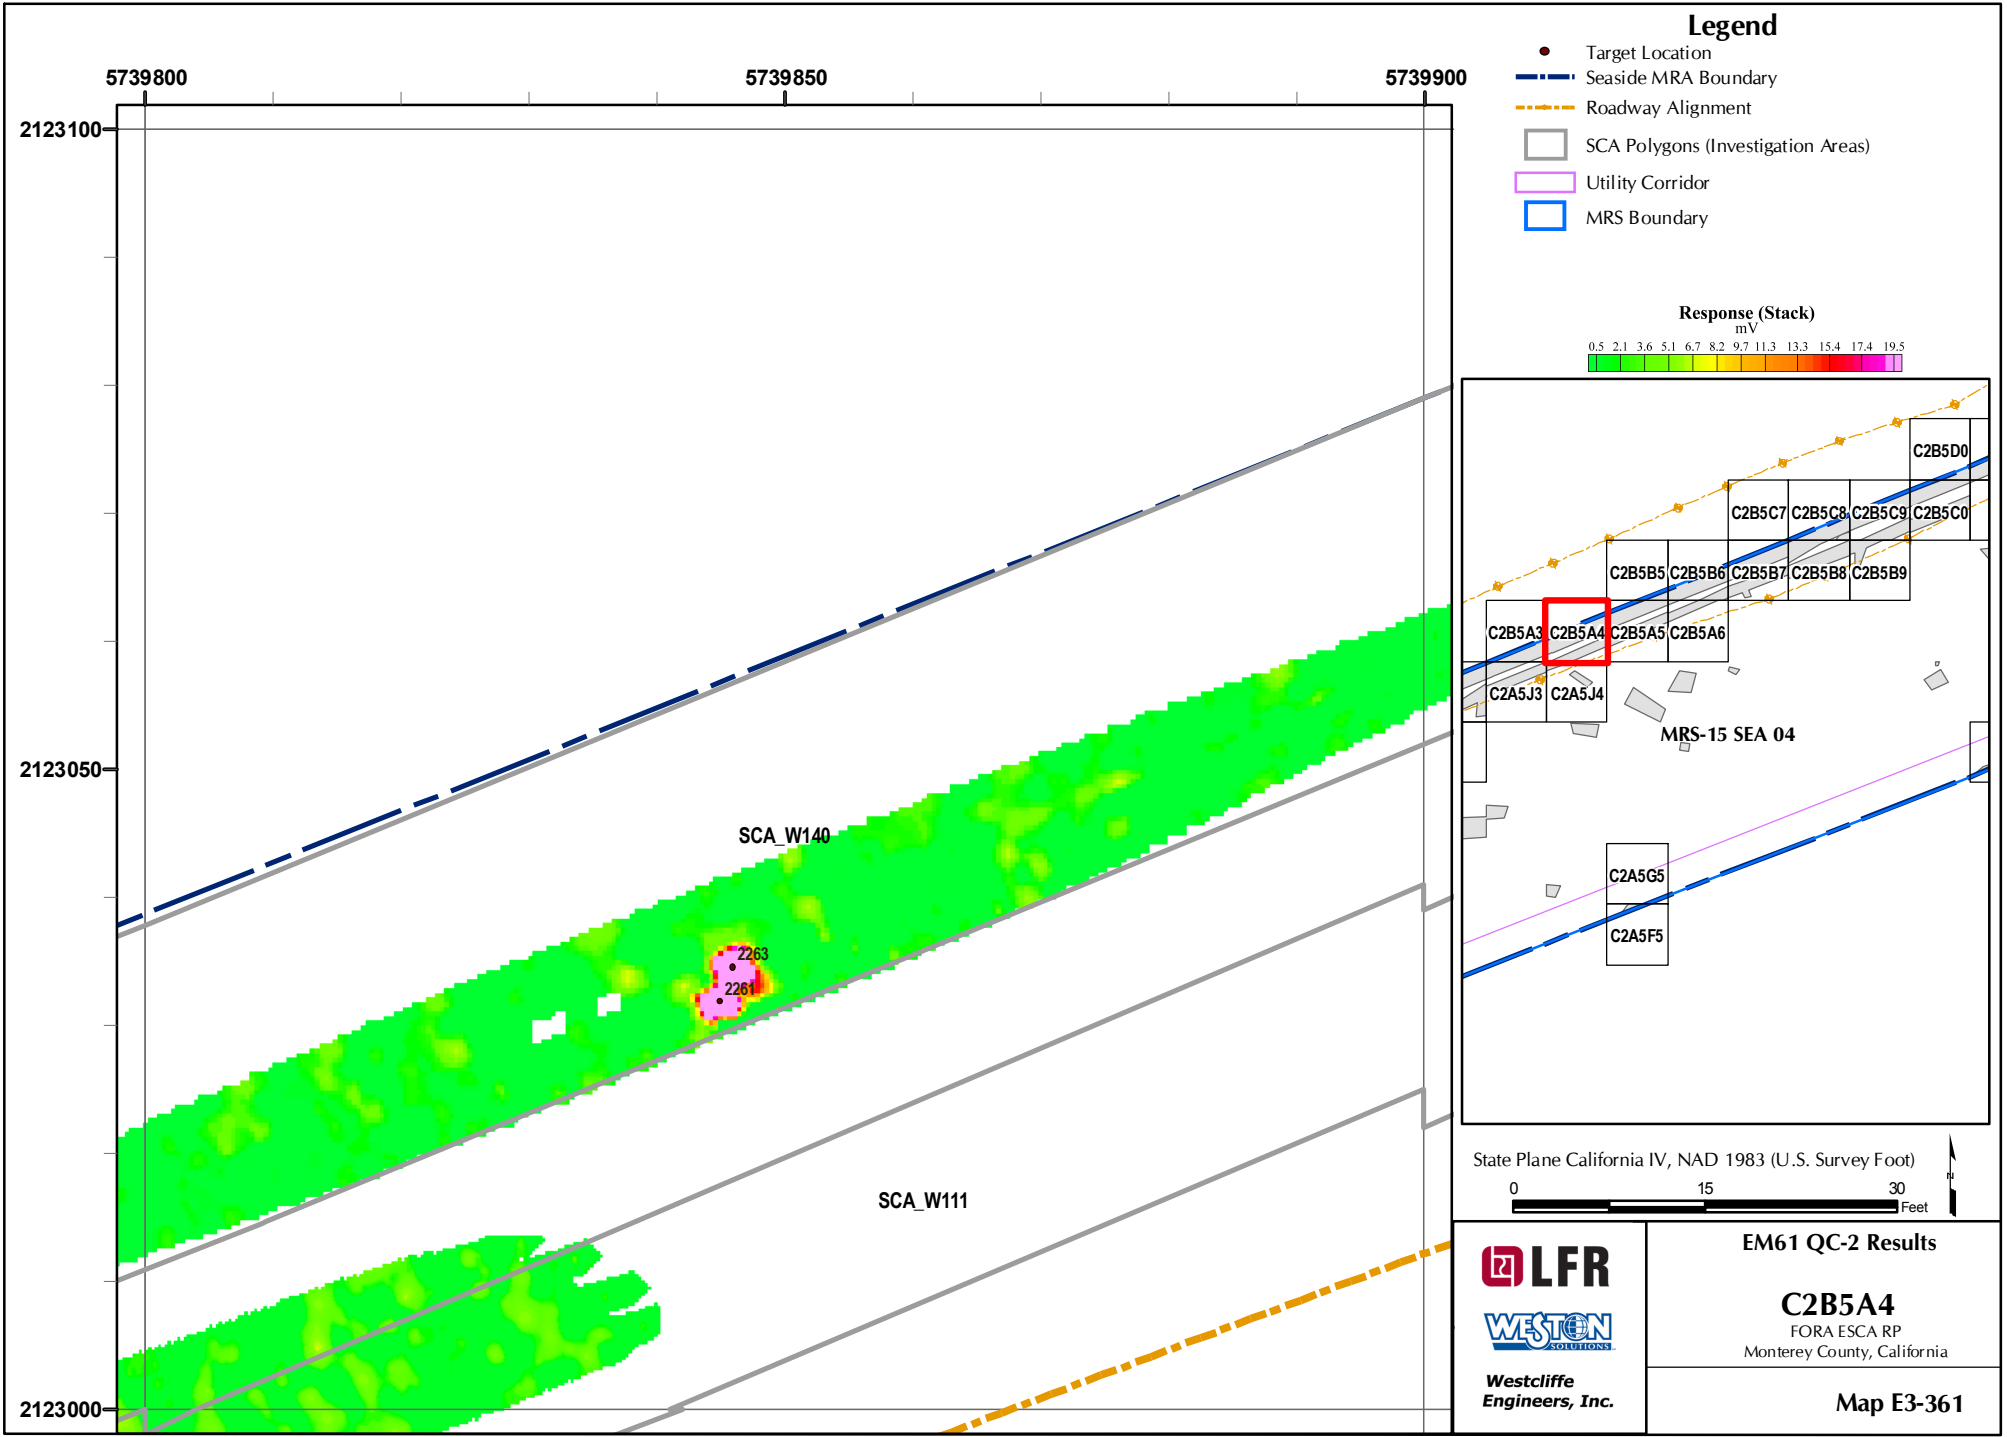 Legend
Target Location
Seaside MRA Boundary
Roadway Alignment
SCA Polygons (Investigation Areas)
Utility Corridor
MRS Boundary
5739800 5739850 5739900
2123100
2123050
2123000
SCA_W140
2263
2261
SCA_W111
Response (Stack)
mV
0.5 2.1 3.6 5.1 6.7 8.2 9.7 11.3 13.3 15.4 17.4 19.5
C2B5D0
C2B5C7 C2B5C8 C2B5C9 C2B5C0
C2B5B5 C2B5B6 C2B5B7 C2B5B8 C2B5B9
C2B5A3 C2B5A4 C2B5A5 C2B5A6
C2A5J3 C2A5J4
MRS-15 SEA 04
C2A5G5
C2A5F5
State Plane California IV, NAD 1983 (U.S. Survey Foot)
0 15 30
Feet
N
LFR
WESTON
SOLUTIONS
Westcliffe
Engineers, Inc.
EM61 QC-2 Results
C2B5A4
FORA ESCA RP
Monterey County, California
Map E3-361